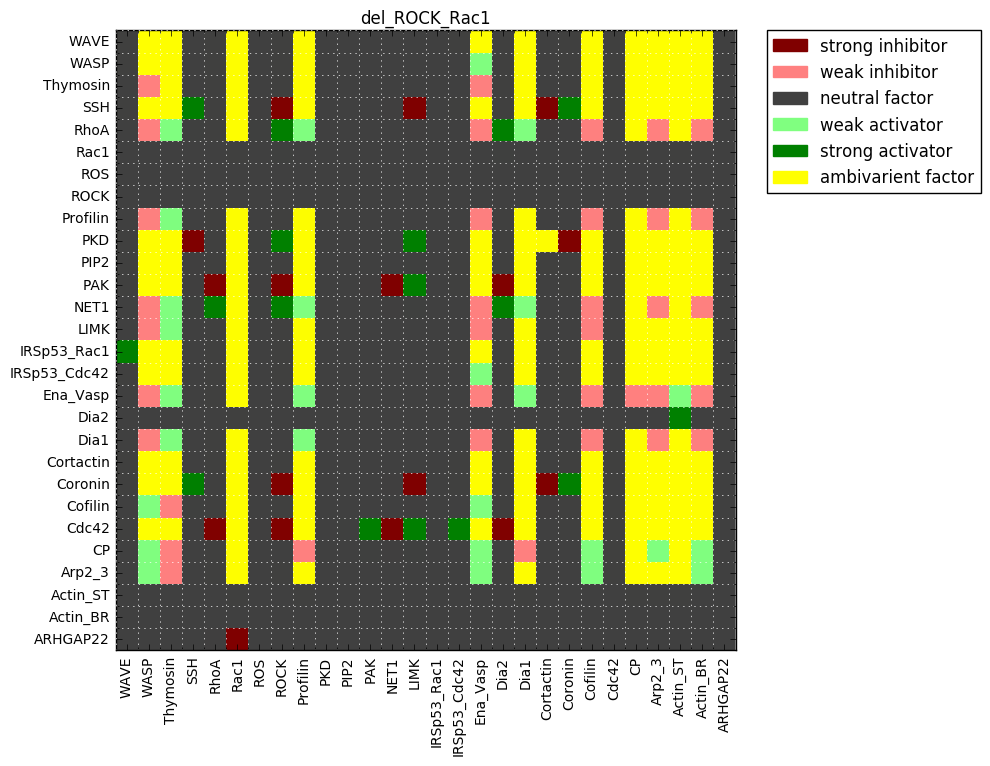 del_ROCK_Rac1
WAVE
WASP
Thymosin
SSH
RhoA
Rac1
ROS
ROCK
Profilin
PKD
PIP2
PAK
NET1
LIMK
IRSp53_Rac1
IRSp53_Cdc42
Ena_Vasp
Dia2
Dia1
Cortactin
Coronin
Cofilin
Cdc42
CP
Arp2_3
Actin_ST
Actin_BR
ARHGAP22
WAVE
WASP
Thymosin
SSH
RhoA
Rac1
ROS
ROCK
Profilin
PKD
PIP2
PAK
NET1
LIMK
IRSp53_Rac1
IRSp53_Cdc42
Ena_Vasp
Dia2
Dia1
Cortactin
Coronin
Cofilin
Cdc42
CP
Arp2_3
Actin_ST
Actin_BR
ARHGAP22
strong inhibitor
weak inhibitor
neutral factor
weak activator
strong activator
ambivarient factor